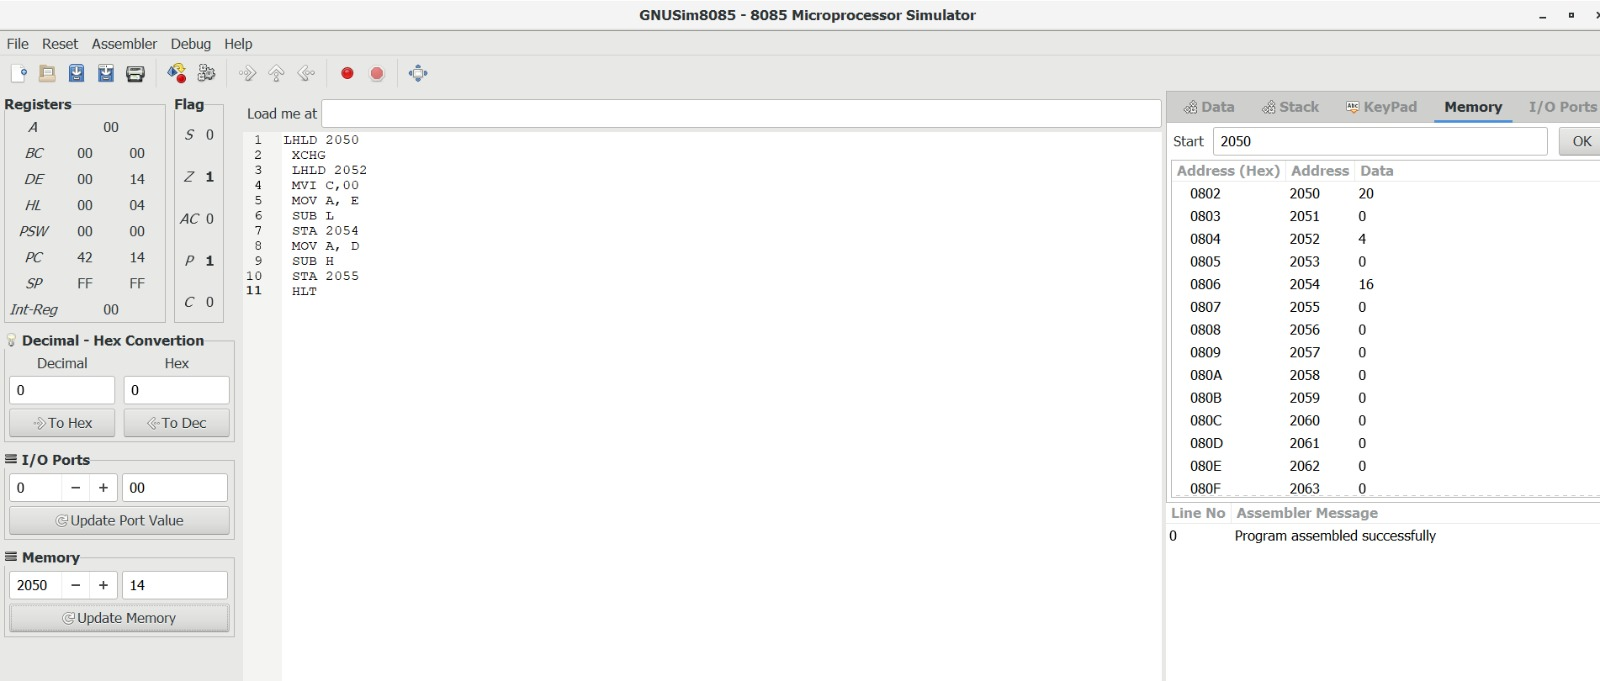 GNUSim8085 - 8085 Microprocessor Simulator
File Reset Assembler Debug Help
Registers
A 00
BC 00 00
DE 00 14
HL 00 04
PSW 00 00
PC 42 14
SP FF FF
Int-Reg 00
Flag
S 0
Z 1
AC 0
P 1
C 0
Decimal - Hex Convertion
Decimal Hex
0 0
To Hex To Dec
I/O Ports
0 − + 00
Update Port Value
Memory
2050 − + 14
Update Memory
Load me at
1 LHLD 2050
2 XCHG
3 LHLD 2052
4 MVI C,00
5 MOV A, E
6 SUB L
7 STA 2054
8 MOV A, D
9 SUB H
10 STA 2055
11 HLT
Data Stack Abc KeyPad Memory I/O Ports
Start 2050 OK
Address (Hex) Address Data
0802 2050 20
0803 2051 0
0804 2052 4
0805 2053 0
0806 2054 16
0807 2055 0
0808 2056 0
0809 2057 0
080A 2058 0
080B 2059 0
080C 2060 0
080D 2061 0
080E 2062 0
080F 2063 0
Line No Assembler Message
0 Program assembled successfully